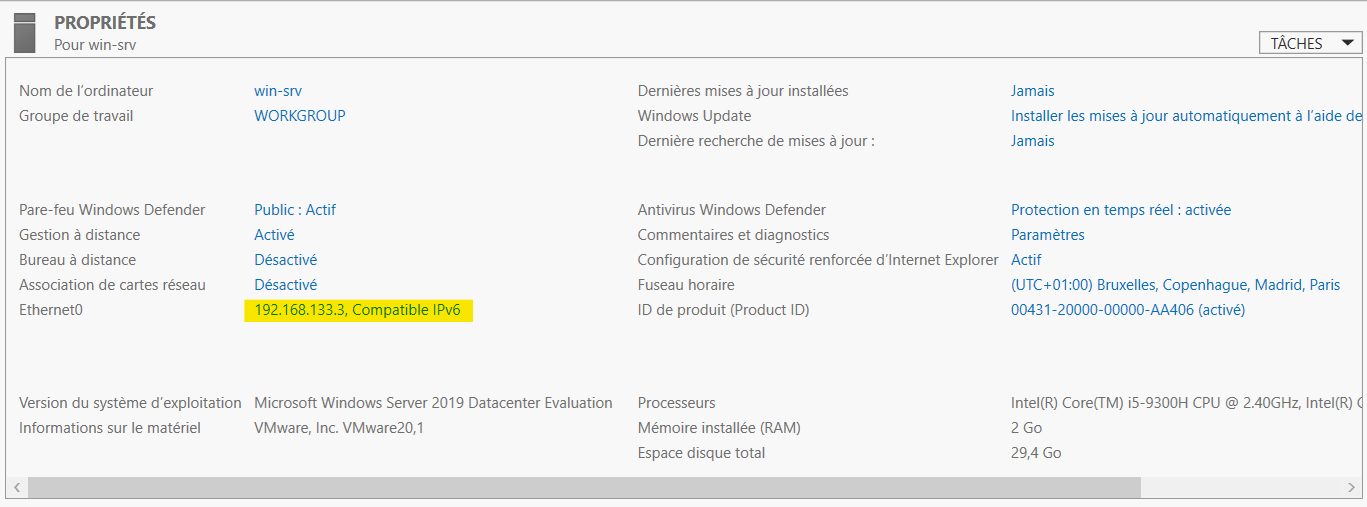 PROPRIÉTÉS
Pour win-srv
TÂCHES
Nom de l'ordinateur win-srv Dernières mises à jour installées Jamais
Groupe de travail WORKGROUP Windows Update Installer les mises à jour automatiquement à l'aide de
Dernière recherche de mises à jour : Jamais
Pare-feu Windows Defender Public : Actif Antivirus Windows Defender Protection en temps réel : activée
Gestion à distance Activé Commentaires et diagnostics Paramètres
Bureau à distance Désactivé Configuration de sécurité renforcée d'Internet Explorer Actif
Association de cartes réseau Désactivé Fuseau horaire (UTC+01:00) Bruxelles, Copenhague, Madrid, Paris
Ethernet0 192.168.133.3, Compatible IPv6 ID de produit (Product ID) 00431-20000-00000-AA406 (activé)
Version du système d'exploitation Microsoft Windows Server 2019 Datacenter Evaluation Processeurs Intel(R) Core(TM) i5-9300H CPU @ 2.40GHz, Intel(R)
Informations sur le matériel VMware, Inc. VMware20,1 Mémoire installée (RAM) 2 Go
Espace disque total 29,4 Go